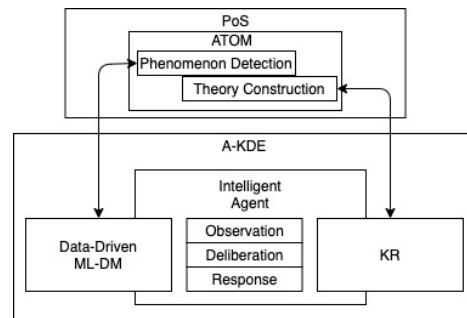 PoS
ATOM
Phenomenon Detection
Theory Construction
A-KDE
Intelligent
Agent
Observation
Deliberation
Response
Data-Driven
ML-DM
KR